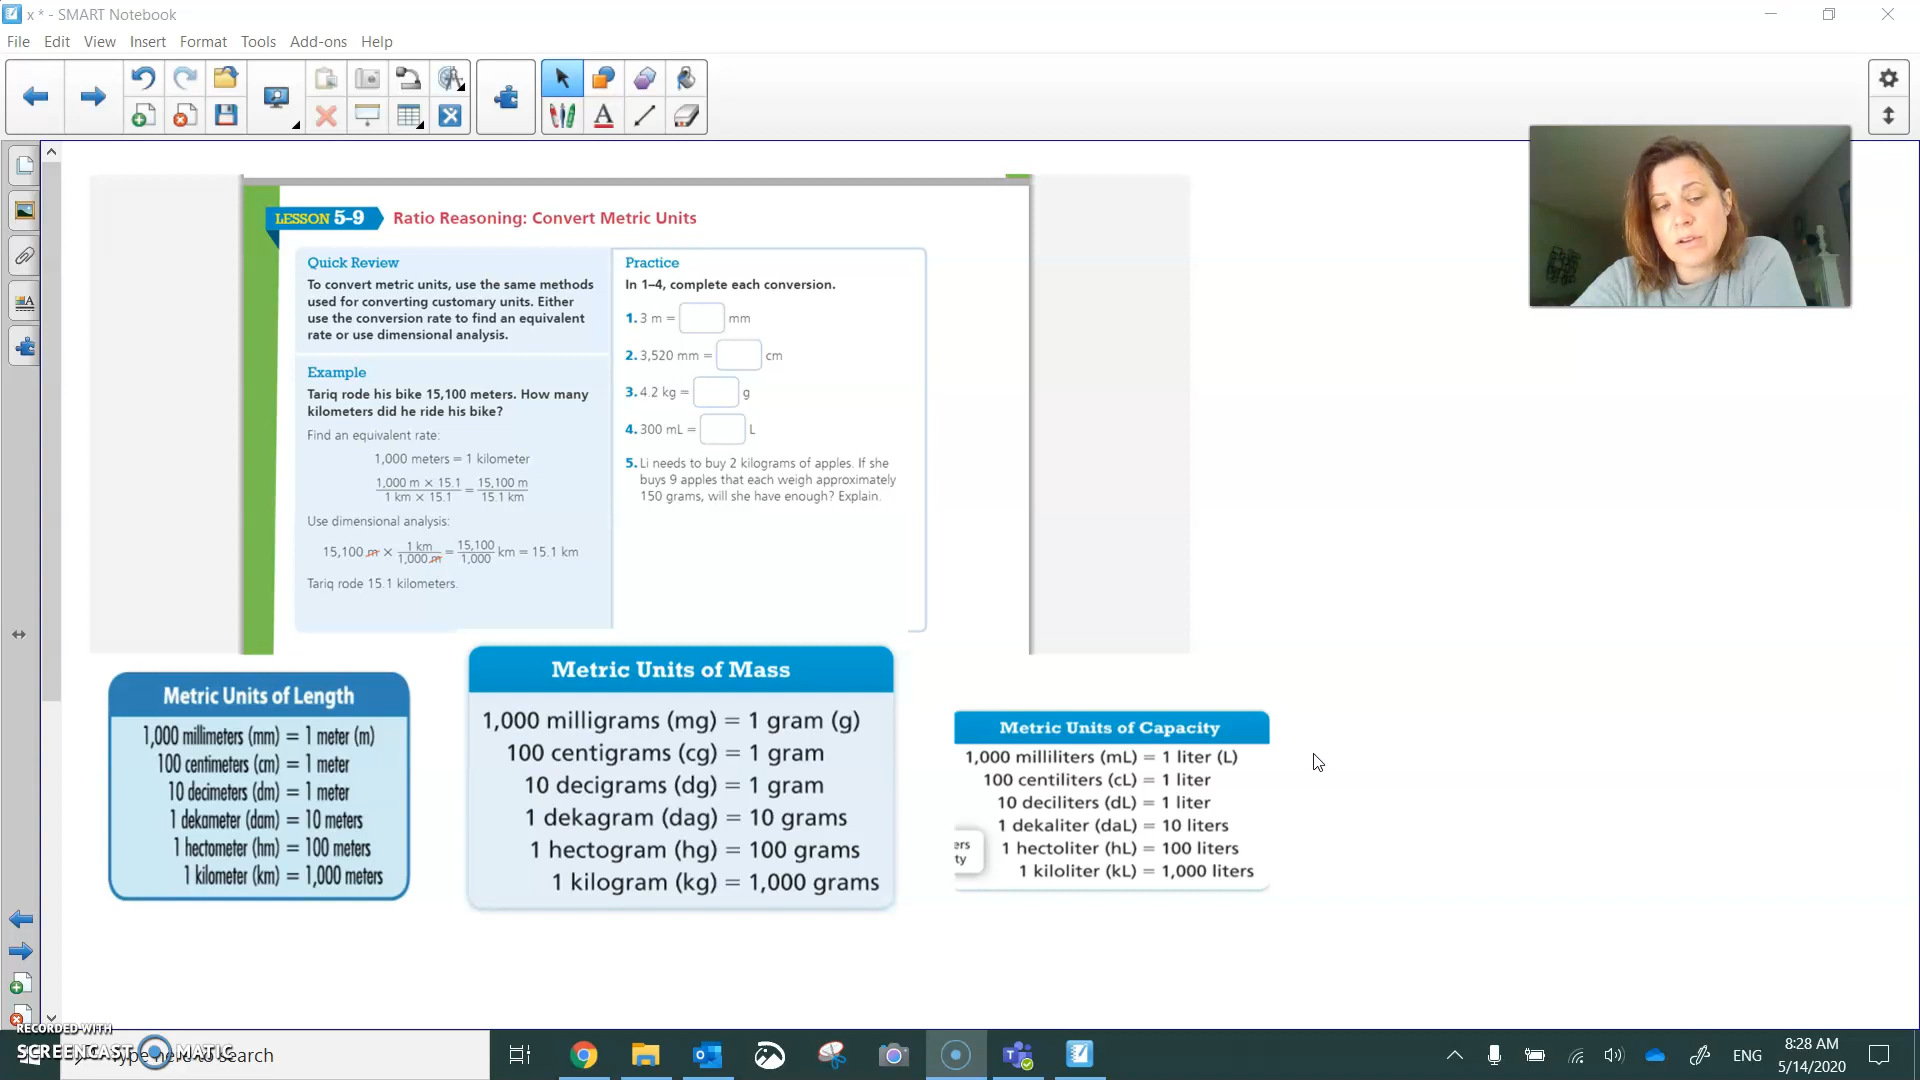 x * - SMART Notebook
File Edit View Insert Format Tools Add-ons Help
LESSON 5-9 Ratio Reasoning: Convert Metric Units
Quick Review
To convert metric units, use the same methods
used for converting customary units. Either
use the conversion rate to find an equivalent
rate or use dimensional analysis.
Example
Tariq rode his bike 15,100 meters. How many
kilometers did he ride his bike?
Find an equivalent rate:
1,000 meters = 1 kilometer
1,000 m × 15.1 / 1 km × 15.1 = 15,100 m / 15.1 km
Use dimensional analysis:
15,100 m × 1 km / 1,000 m = 15,100 / 1,000 km = 15.1 km
Tariq rode 15.1 kilometers.
Practice
In 1–4, complete each conversion.
1. 3 m = mm
2. 3,520 mm = cm
3. 4.2 kg = g
4. 300 mL = L
5. Li needs to buy 2 kilograms of apples. If she
buys 9 apples that each weigh approximately
150 grams, will she have enough? Explain.
Metric Units of Length
1,000 millimeters (mm) = 1 meter (m)
100 centimeters (cm) = 1 meter
10 decimeters (dm) = 1 meter
1 dekameter (dam) = 10 meters
1 hectometer (hm) = 100 meters
1 kilometer (km) = 1,000 meters
Metric Units of Mass
1,000 milligrams (mg) = 1 gram (g)
100 centigrams (cg) = 1 gram
10 decigrams (dg) = 1 gram
1 dekagram (dag) = 10 grams
1 hectogram (hg) = 100 grams
1 kilogram (kg) = 1,000 grams
Metric Units of Capacity
1,000 milliliters (mL) = 1 liter (L)
100 centiliters (cL) = 1 liter
10 deciliters (dL) = 1 liter
1 dekaliter (daL) = 10 liters
1 hectoliter (hL) = 100 liters
1 kiloliter (kL) = 1,000 liters
ers
ty
RECORDED WITH
SCREENCAST MATIC
here to search
ENG
8:28 AM
5/14/2020